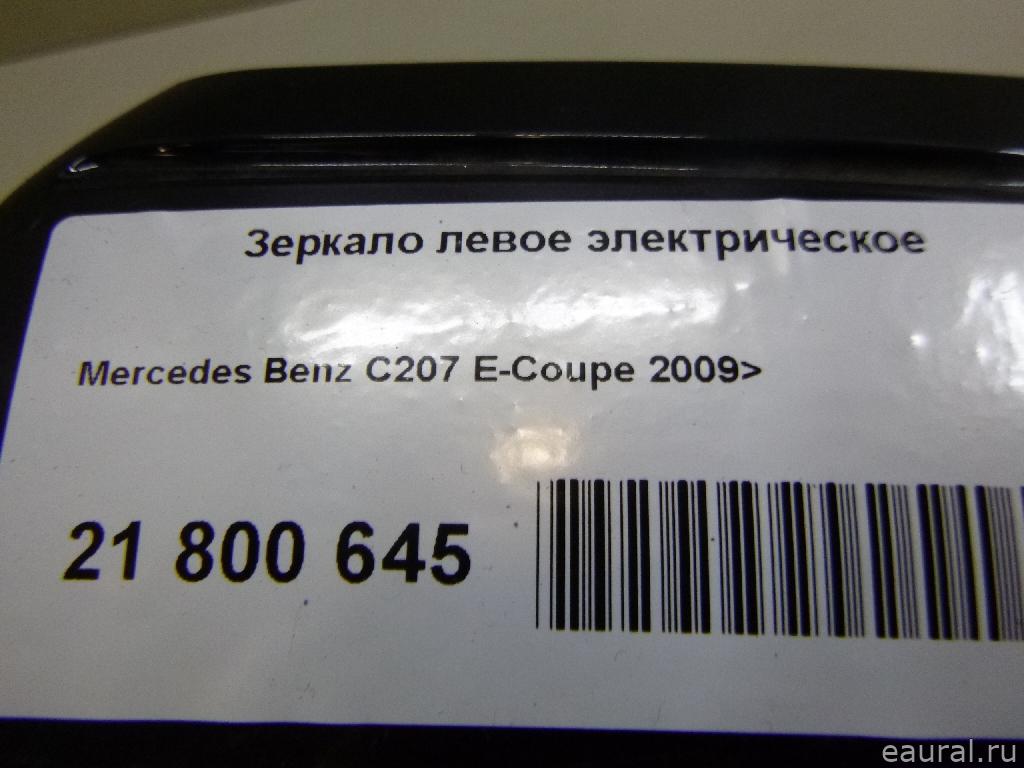 Зеркало левое электрическое
Mercedes Benz C207 E-Coupe 2009>
21 800 645
eaural.ru